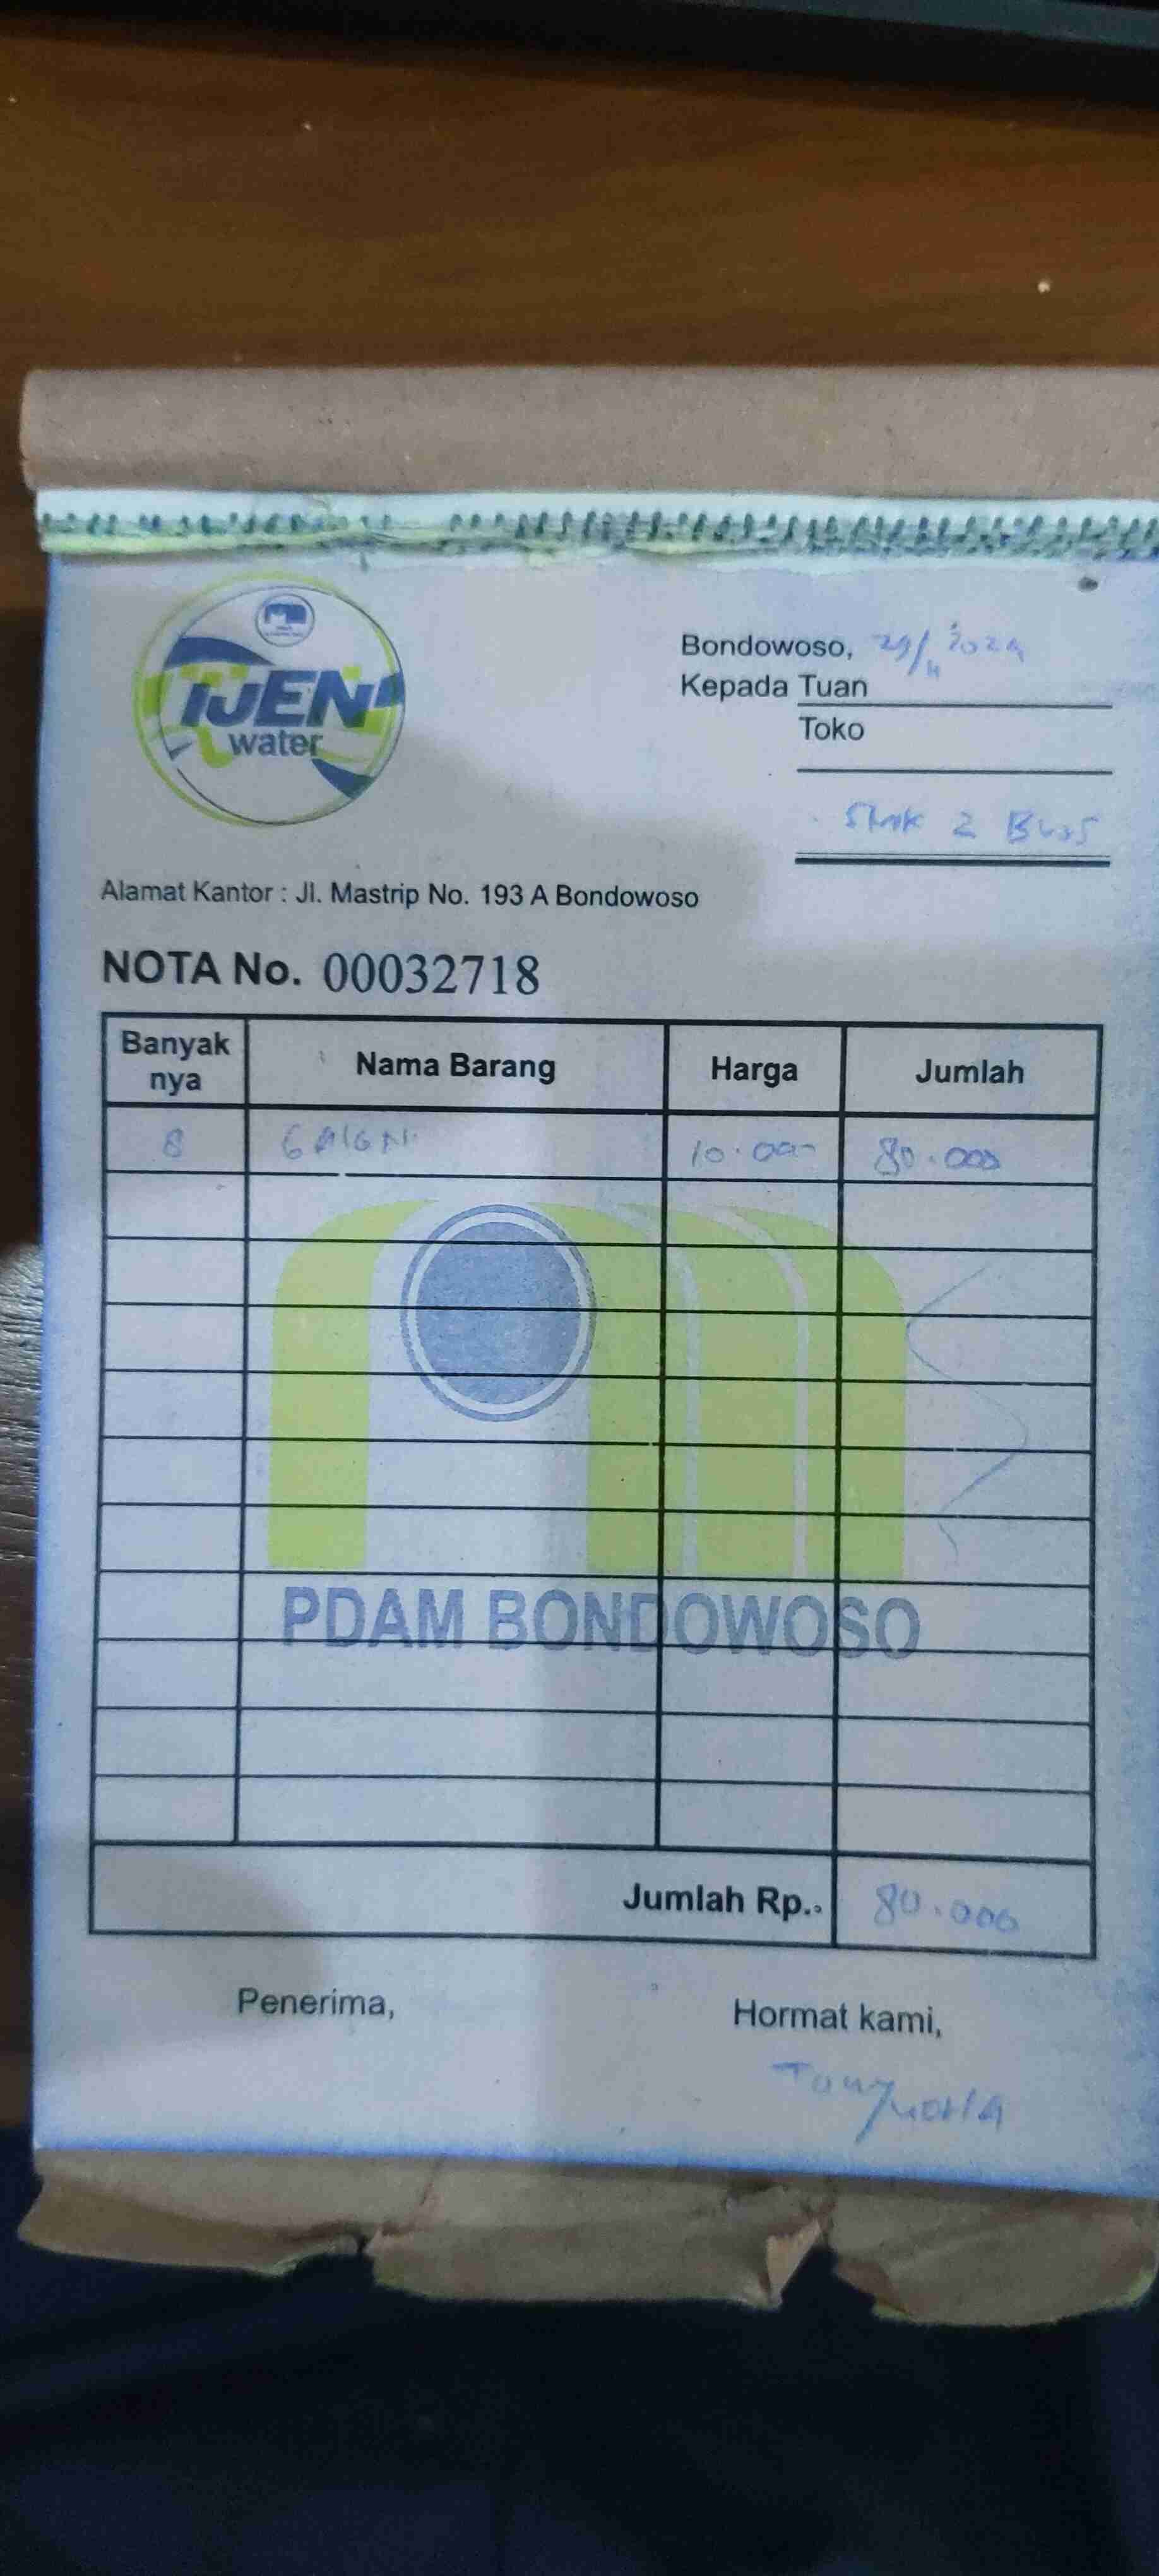 IJEN
water
Bondowoso, 29/11 2024
Kepada Tuan
Toko
SMK 2 BWS
Alamat Kantor : Jl. Mastrip No. 193 A Bondowoso
NOTA No. 00032718
Banyak nya Nama Barang Harga Jumlah
8 GALON 10.000 80.000
PDAM BONDOWOSO
Jumlah Rp.. 80.000
Penerima, Hormat kami,